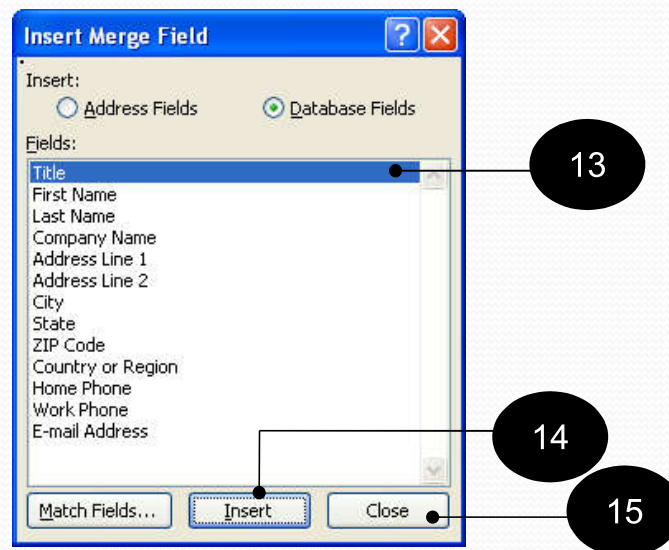 Insert Merge Field
Insert:
Address Fields Database Fields
Fields:
Title
First Name
Last Name
Company Name
Address Line 1
Address Line 2
City
State
ZIP Code
Country or Region
Home Phone
Work Phone
E-mail Address
Match Fields... Insert Close
13
14
15